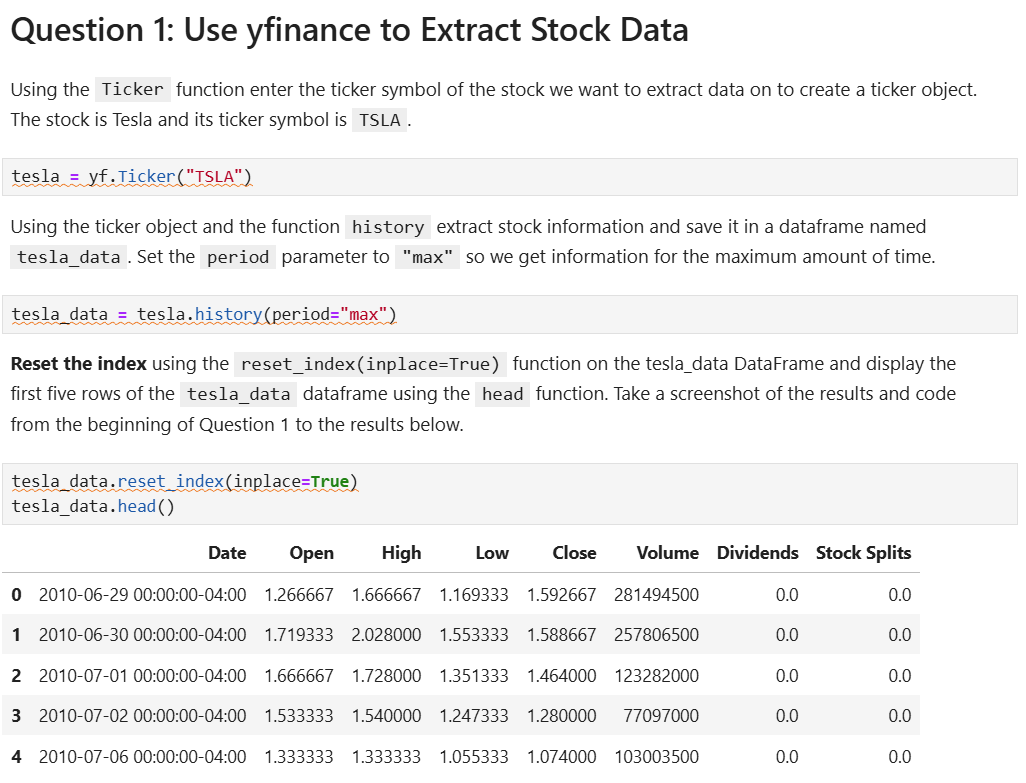 Question 1: Use yfinance to Extract Stock Data
Using the Ticker function enter the ticker symbol of the stock we want to extract data on to create a ticker object.
The stock is Tesla and its ticker symbol is TSLA .
tesla = yf.Ticker("TSLA")
Using the ticker object and the function history extract stock information and save it in a dataframe named
tesla_data . Set the period parameter to "max" so we get information for the maximum amount of time.
tesla_data = tesla.history(period="max")
Reset the index using the reset_index(inplace=True) function on the tesla_data DataFrame and display the
first five rows of the tesla_data dataframe using the head function. Take a screenshot of the results and code
from the beginning of Question 1 to the results below.
tesla_data.reset_index(inplace=True)
tesla_data.head()
Date Open High Low Close Volume Dividends Stock Splits
0 2010-06-29 00:00:00-04:00 1.266667 1.666667 1.169333 1.592667 281494500 0.0 0.0
1 2010-06-30 00:00:00-04:00 1.719333 2.028000 1.553333 1.588667 257806500 0.0 0.0
2 2010-07-01 00:00:00-04:00 1.666667 1.728000 1.351333 1.464000 123282000 0.0 0.0
3 2010-07-02 00:00:00-04:00 1.533333 1.540000 1.247333 1.280000 77097000 0.0 0.0
4 2010-07-06 00:00:00-04:00 1.333333 1.333333 1.055333 1.074000 103003500 0.0 0.0